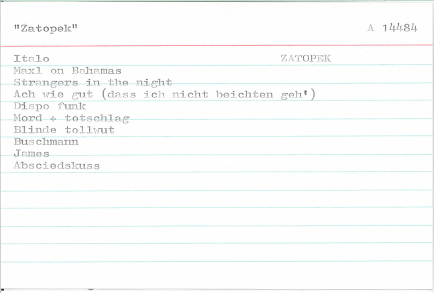 "Zatopek" A 14484
Italo ZATOPEK
Maxl on Bahamas
Strangers in the night
Ach wie gut (dass ich nicht beichten geh')
Dispo funk
Mord + totschlag
Blinde tollwut
Buschmann
James
Absciedskuss